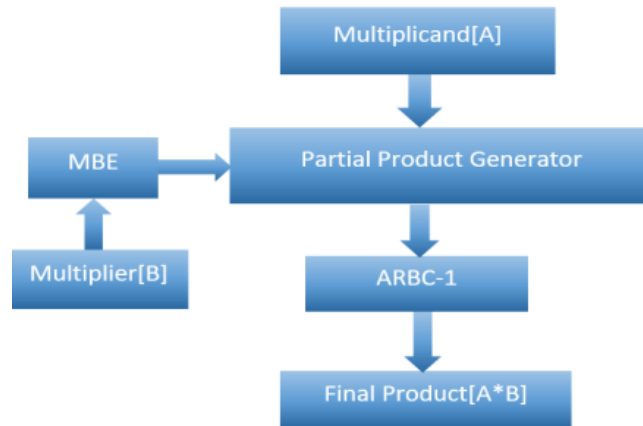 Multiplicand[A]
MBE
Partial Product Generator
Multiplier[B]
ARBC-1
Final Product[A*B]